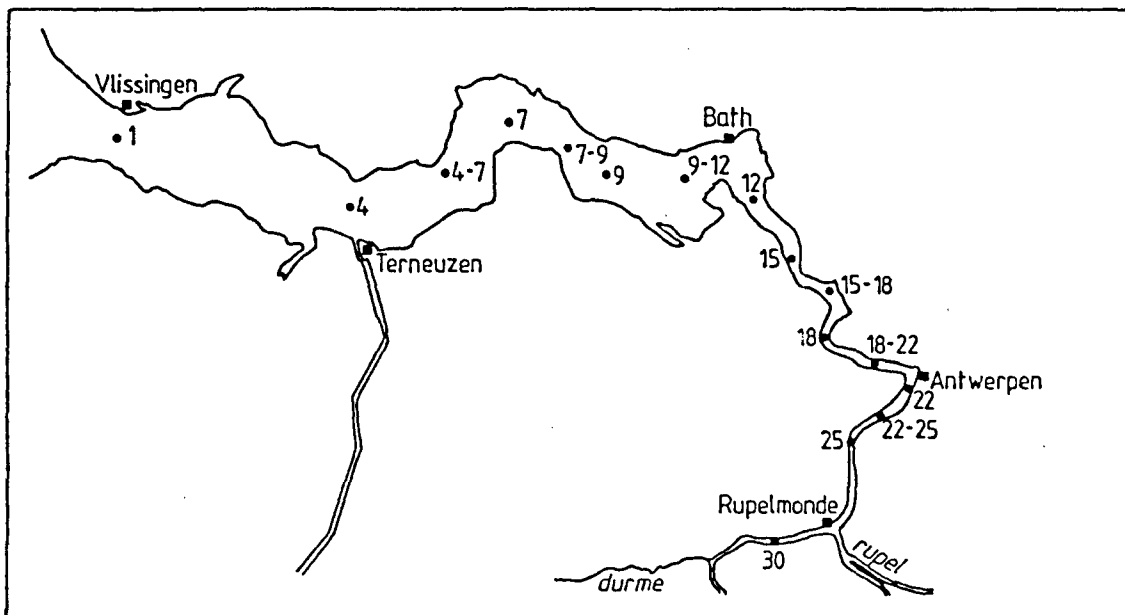 Vlissingen
1
4
Terneuzen
4-7
7
7-9
9
9-12
Bath
12
15
15-18
18
18-22
Antwerpen
22
22-25
25
Rupelmonde
30
rupel
durme